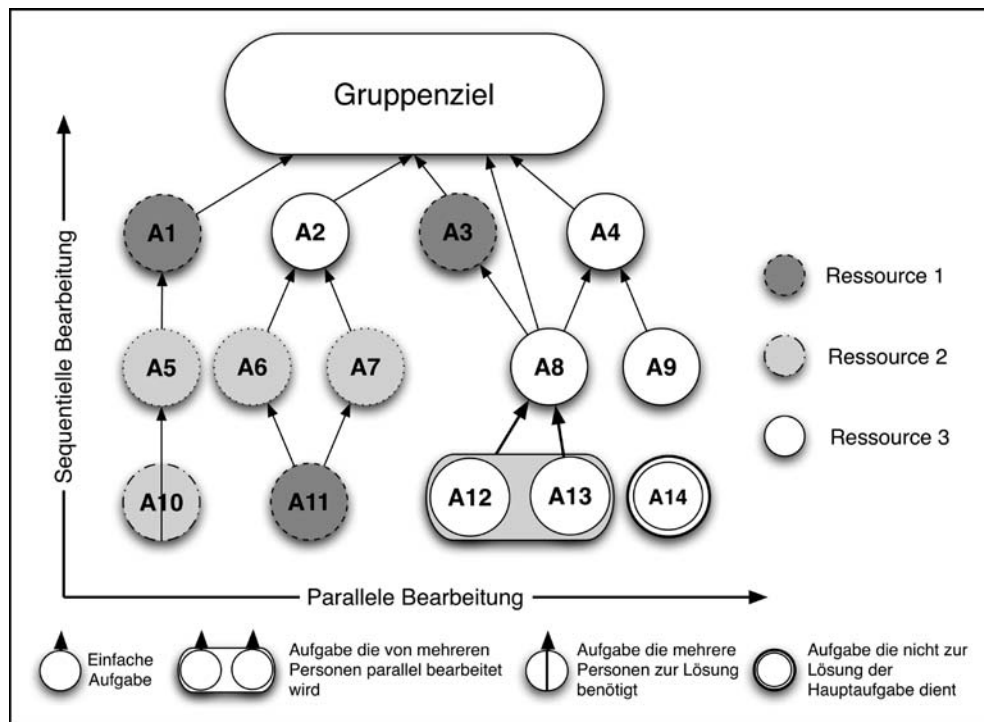 Gruppenziel
Sequentielle Bearbeitung
A1
A2
A3
A4
Ressource 1
A5
A6
A7
A8
A9
Ressource 2
Ressource 3
A10
A11
A12
A13
A14
Parallele Bearbeitung
Einfache
Aufgabe
Aufgabe die von mehreren
Personen parallel bearbeitet
wird
Aufgabe die mehrere
Personen zur Lösung
benötigt
Aufgabe die nicht zur
Lösung der
Hauptaufgabe dient